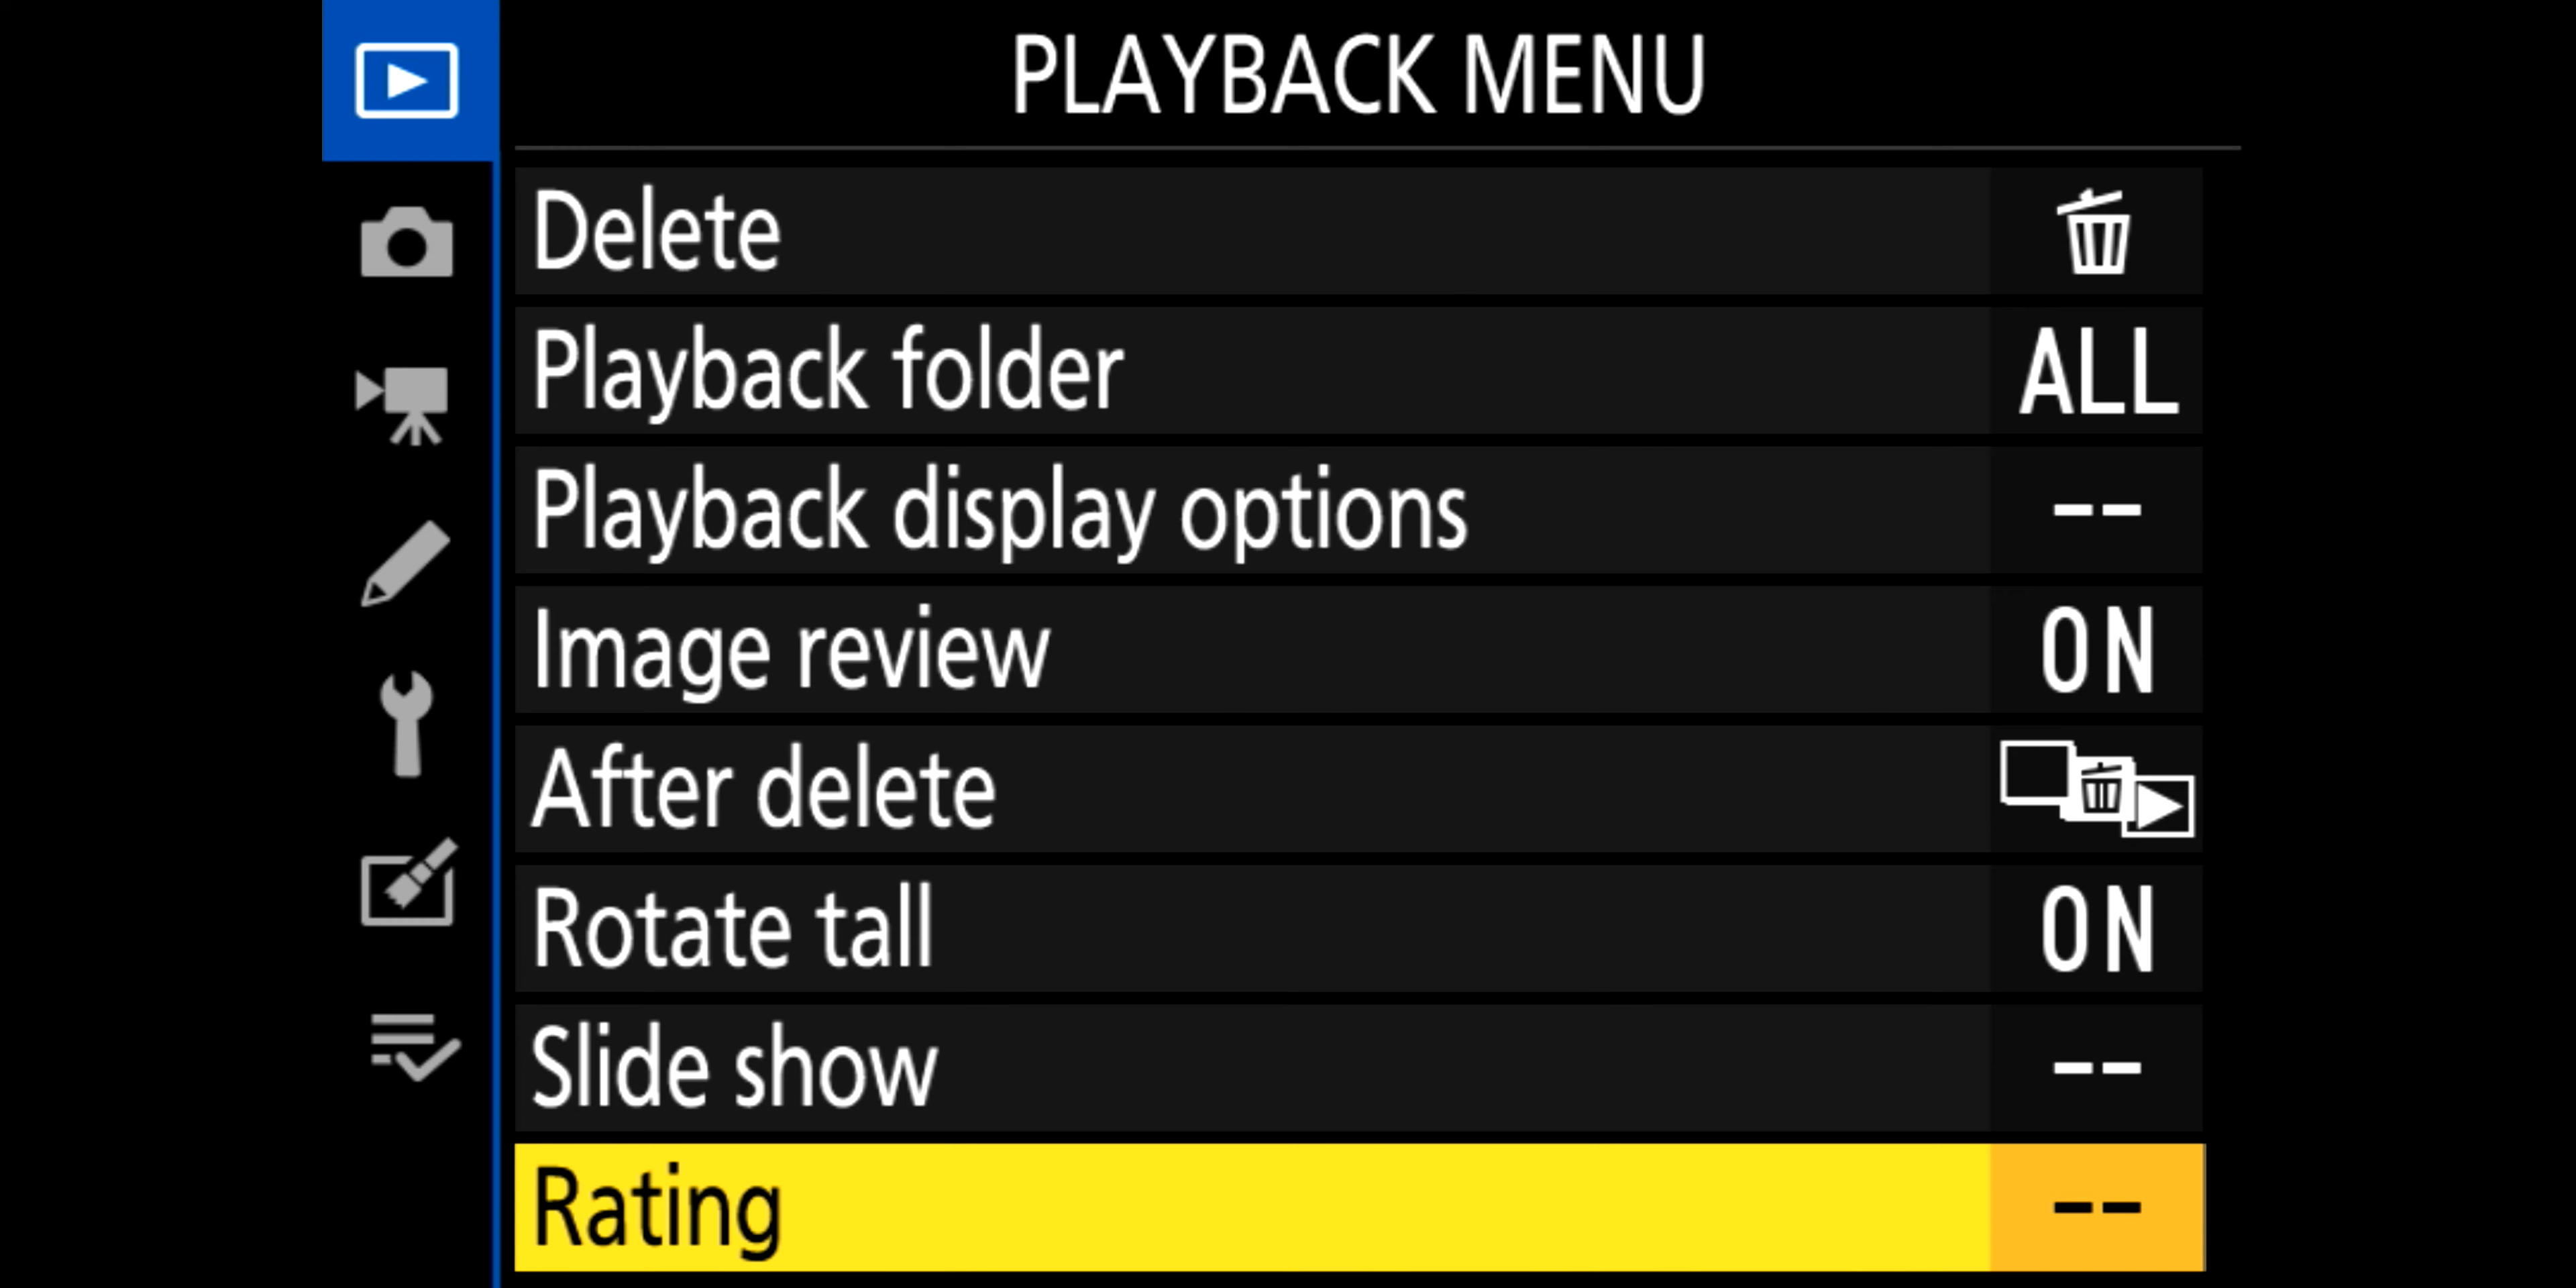 PLAYBACK MENU
Delete
Playback folder ALL
Playback display options --
Image review ON
After delete
Rotate tall ON
Slide show --
Rating --